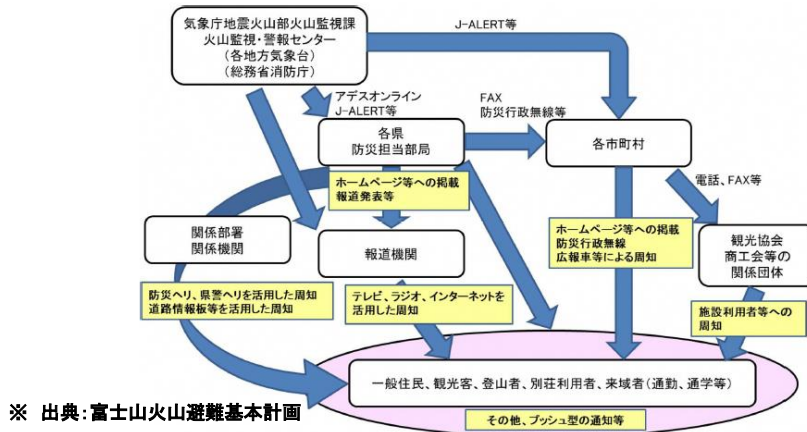 気象庁地震火山部火山監視課
火山監視・警報センター
(各地方気象台)
(総務省消防庁)
J-ALERT等
アデスオンライン
J-ALERT等
FAX
防災行政無線等
各県
防災担当部局
各市町村
ホームページ等への掲載
報道発表等
電話、FAX等
関係部署
関係機関
報道機関
ホームページ等への掲載
防災行政無線
広報車等による周知
観光協会
商工会等の
関係団体
防災ヘリ、県警ヘリを活用した周知
道路情報板等を活用した周知
テレビ、ラジオ、インターネットを
活用した周知
施設利用者等への
周知
一般住民、観光客、登山者、別荘利用者、来域者(通勤、通学等)
その他、プッシュ型の通知等
※ 出典:富士山火山避難基本計画